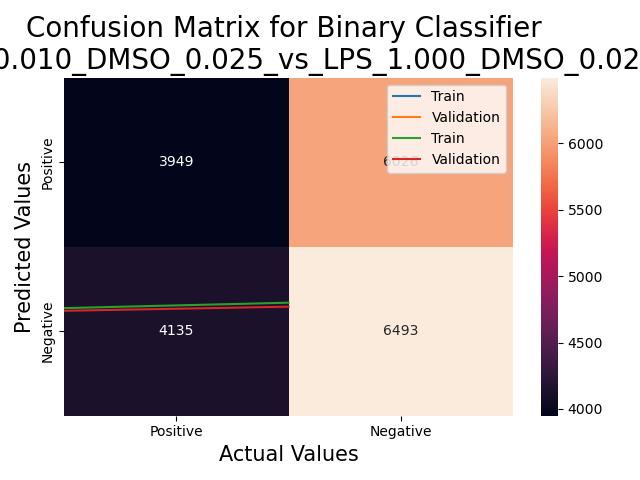 Confusion Matrix for Binary Classifier
0.010_DMSO_0.025_vs_LPS_1.000_DMSO_0.02
Train
Validation
Train
Validation
Predicted Values
Positive
Negative
3949
4135
6493
Positive
Negative
Actual Values
6000
5500
5000
4500
4000